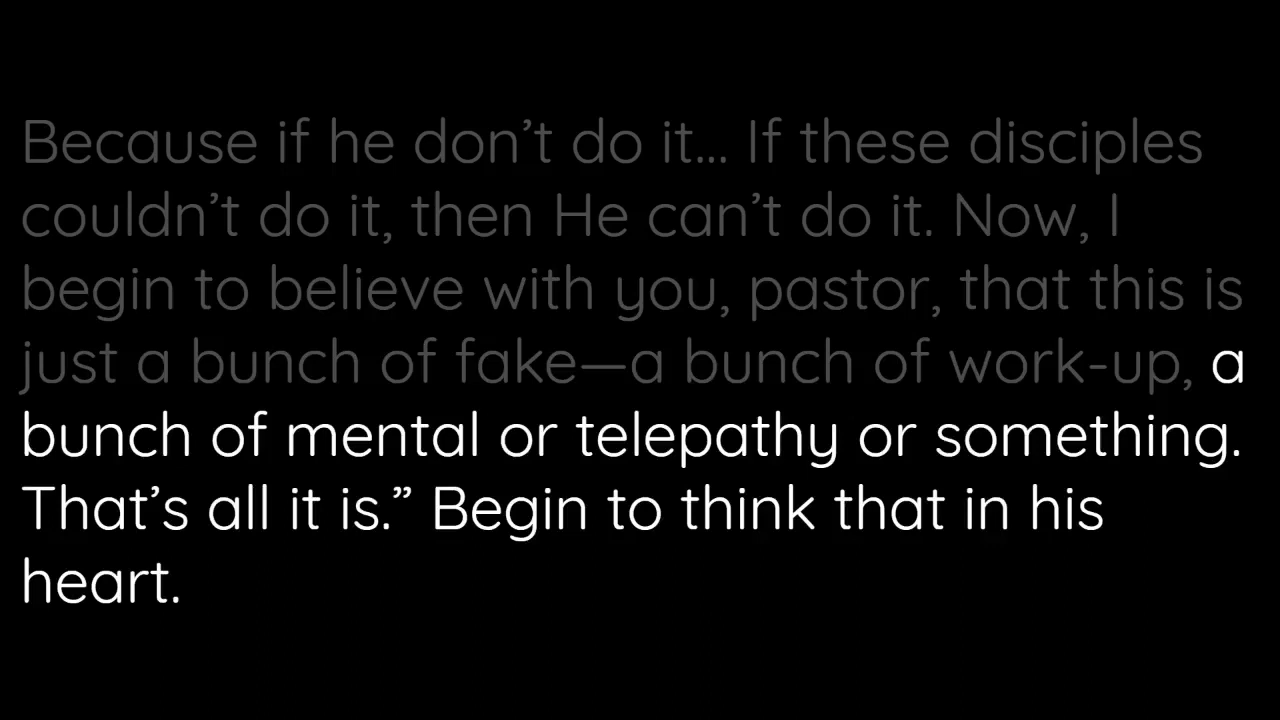 Because if he don’t do it... If these disciples
couldn’t do it, then He can’t do it. Now, I
begin to believe with you, pastor, that this is
just a bunch of fake—a bunch of work-up, a
bunch of mental or telepathy or something.
That’s all it is.” Begin to think that in his
heart.